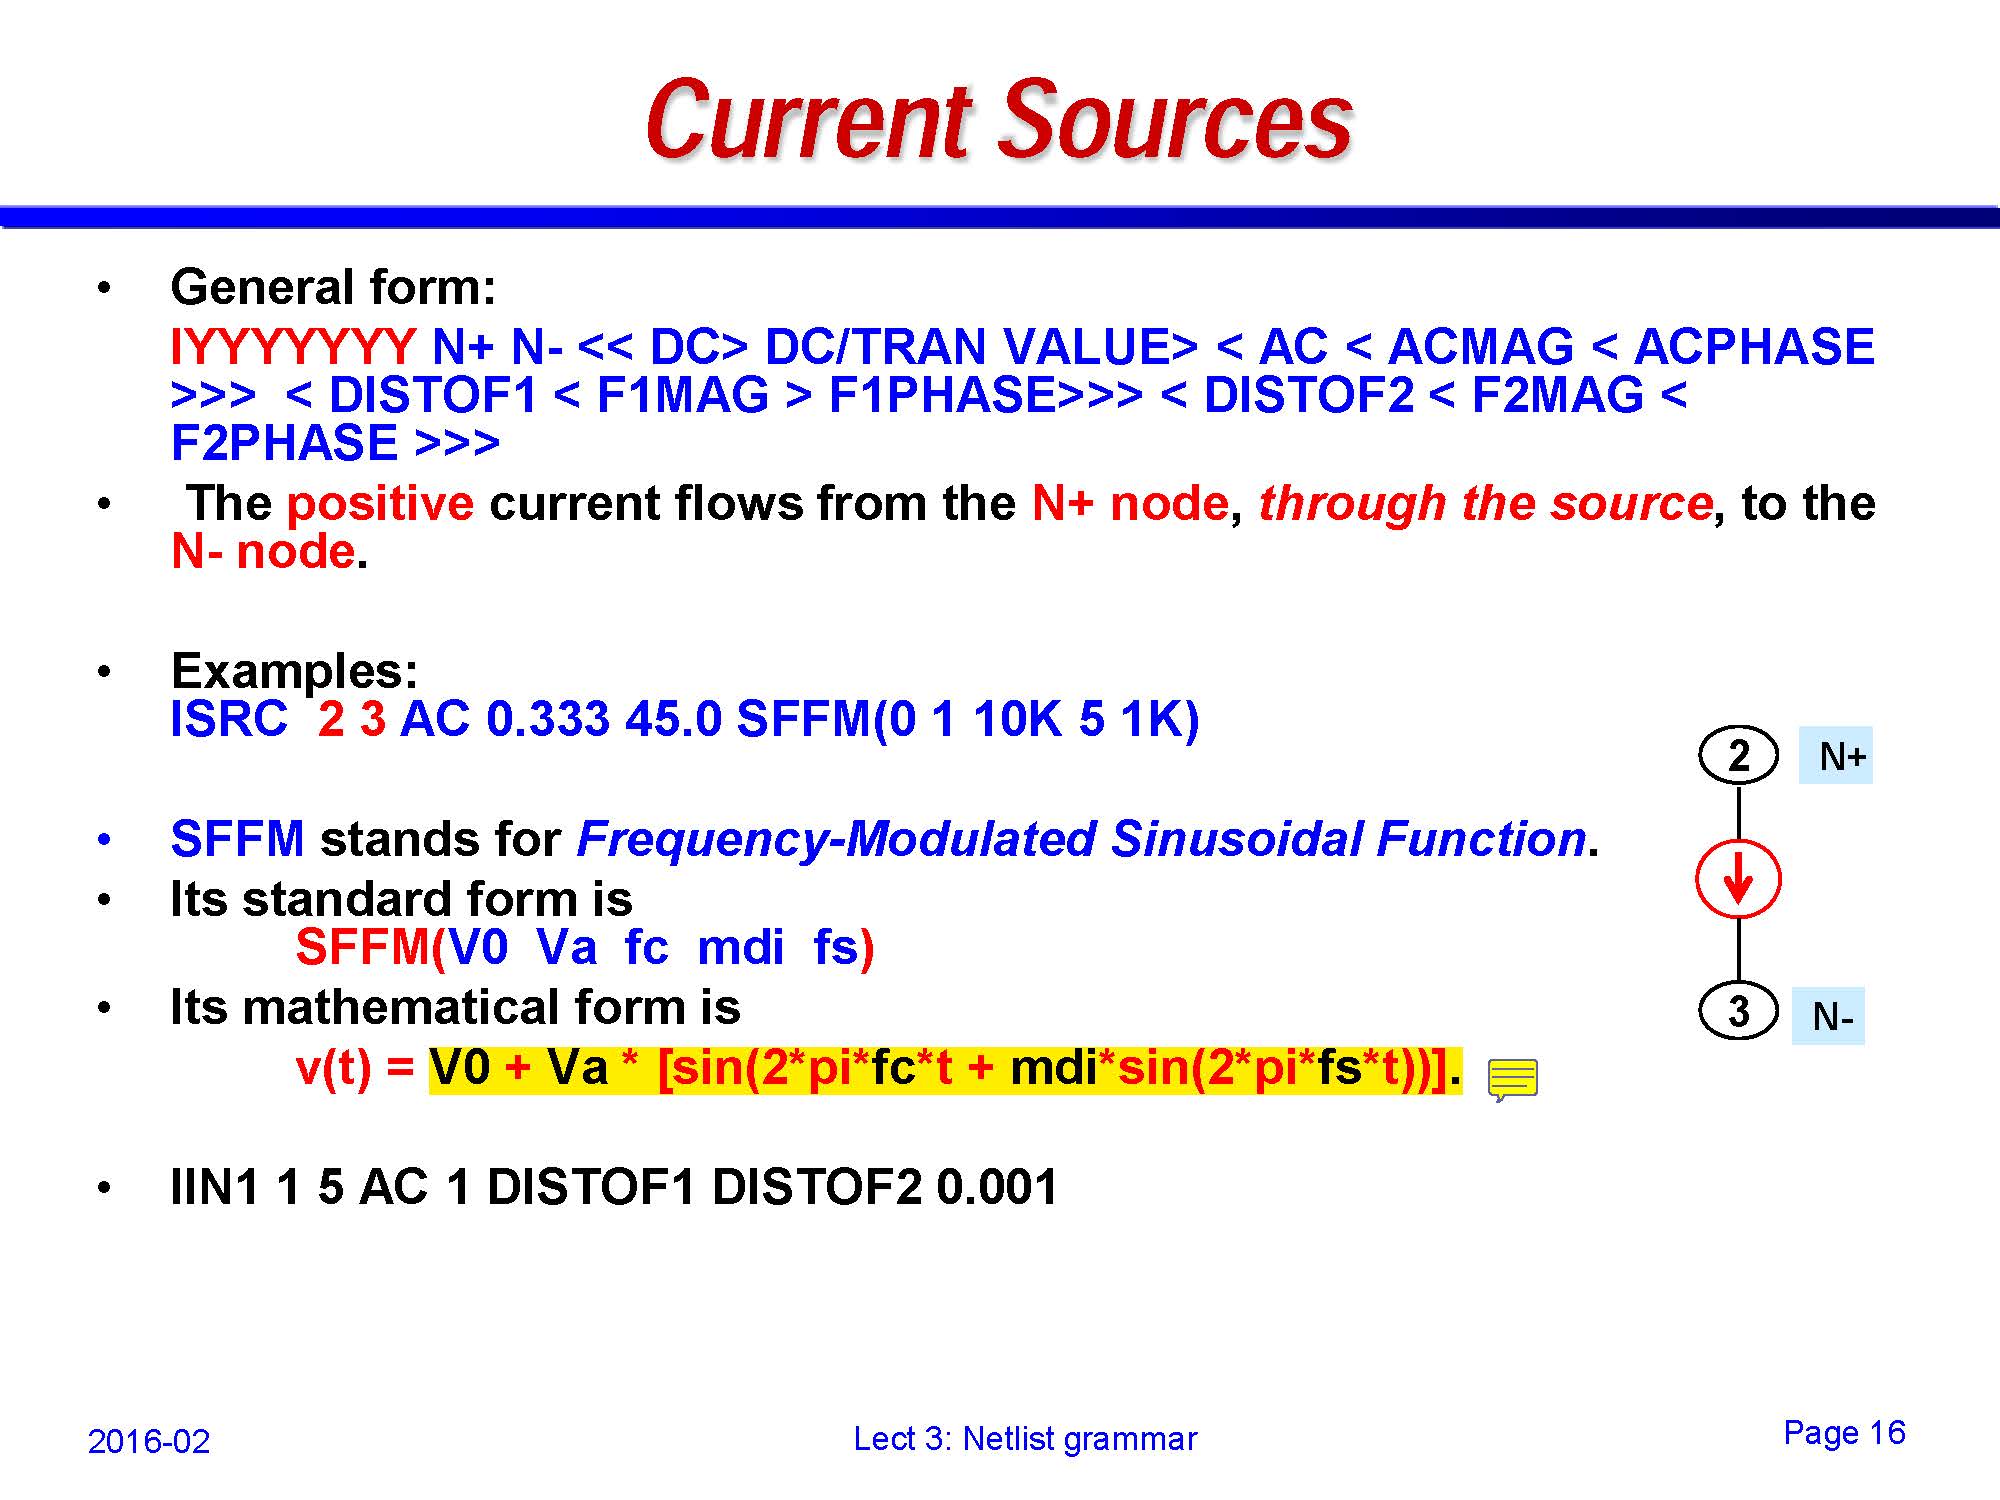 Current Sources
• General form:
IYYYYYYY N+ N- << DC> DC/TRAN VALUE> < AC < ACMAG < ACPHASE
>>> < DISTOF1 < F1MAG > F1PHASE>>> < DISTOF2 < F2MAG <
F2PHASE >>>
• The positive current flows from the N+ node, through the source, to the
N- node.
• Examples:
ISRC 2 3 AC 0.333 45.0 SFFM(0 1 10K 5 1K)
2 N+
• SFFM stands for Frequency-Modulated Sinusoidal Function.
• Its standard form is
SFFM(V0 Va fc mdi fs)
• Its mathematical form is
3 N-
v(t) = V0 + Va * [sin(2*pi*fc*t + mdi*sin(2*pi*fs*t))].
• IIN1 1 5 AC 1 DISTOF1 DISTOF2 0.001
2016-02
Lect 3: Netlist grammar
Page 16